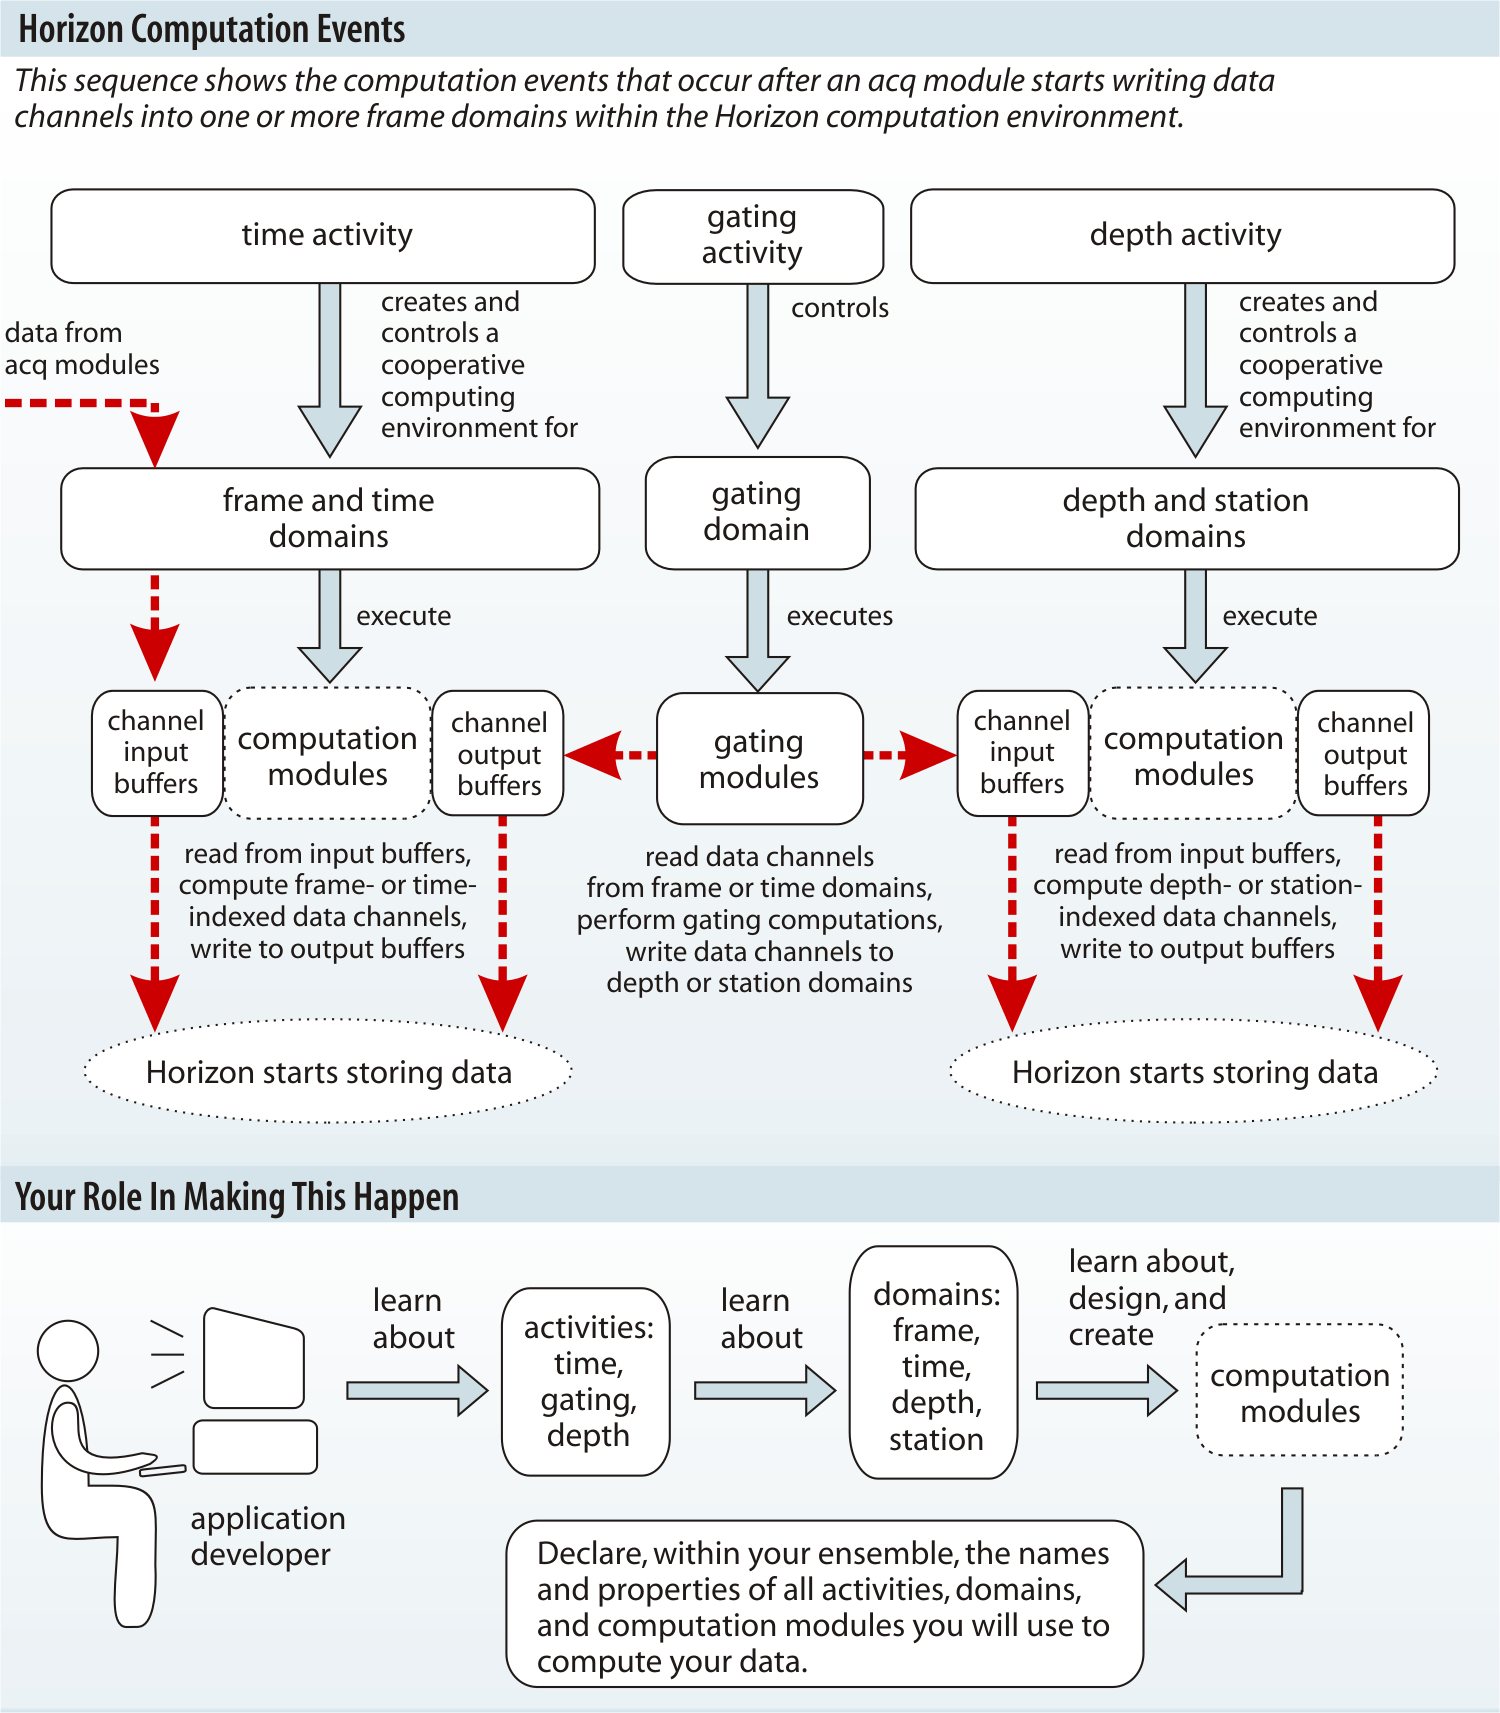 Horizon Computation Events
This sequence shows the computation events that occur after an acq module starts writing data
channels into one or more frame domains within the Horizon computation environment.
time activity
gating
activity
depth activity
data from
acq modules
creates and
controls a
cooperative
computing
environment for
controls
creates and
controls a
cooperative
computing
environment for
frame and time
domains
gating
domain
depth and station
domains
execute
executes
execute
channel
input
buffers
computation
modules
channel
output
buffers
gating
modules
channel
input
buffers
computation
modules
channel
output
buffers
read from input buffers,
compute frame- or time-
indexed data channels,
write to output buffers
read data channels
from frame or time domains,
perform gating computations,
write data channels to
depth or station domains
read from input buffers,
compute depth- or station-
indexed data channels,
write to output buffers
Horizon starts storing data
Horizon starts storing data
Your Role In Making This Happen
application
developer
learn
about
activities:
time,
gating,
depth
learn
about
domains:
frame,
time,
depth,
station
learn about,
design, and
create
computation
modules
Declare, within your ensemble, the names
and properties of all activities, domains,
and computation modules you will use to
compute your data.